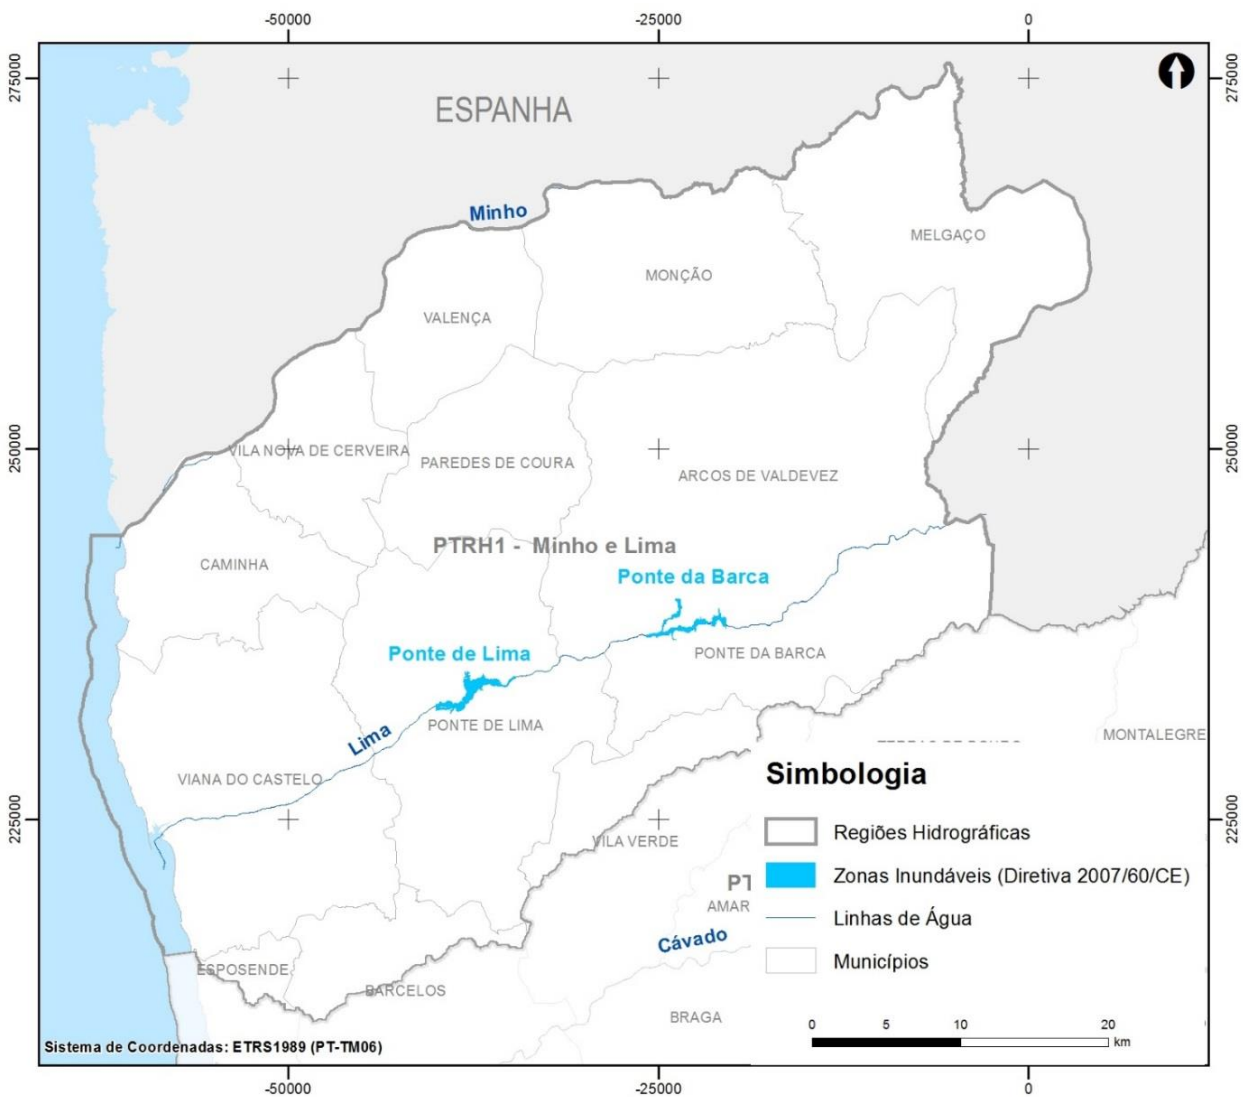 -50000
-25000
0
275000
275000
ESPANHA
Minho
MELGAÇO
MONÇÃO
VALENÇA
250000
250000
VILA NOVA DE CERVEIRA
PAREDES DE COURA
ARCOS DE VALDEVEZ
PTRH1 - Minho e Lima
CAMINHA
Ponte da Barca
Ponte de Lima
PONTE DA BARCA
PONTE DE LIMA
Lima
MONTALEGRE
VIANA DO CASTELO
225000
225000
VILA VERDE
PT
AMAR
Cávado
ESPOSENDE
BARCELOS
BRAGA
Simbologia
Regiões Hidrográficas
Zonas Inundáveis (Diretiva 2007/60/CE)
Linhas de Água
Municípios
0
5
10
20
km
Sistema de Coordenadas: ETRS1989 (PT-TM06)
-50000
-25000
0